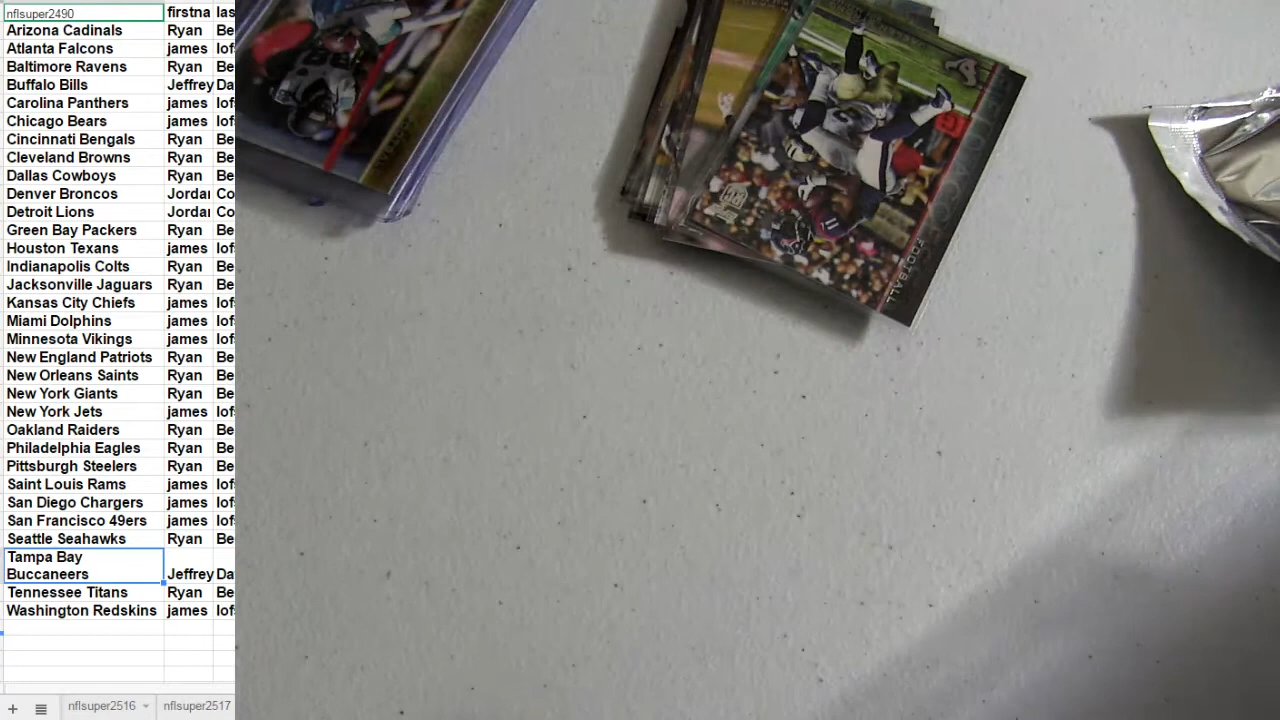 nflsuper2490 firstna las
Arizona Cadinals Ryan Be
Atlanta Falcons james lof
Baltimore Ravens Ryan Be
Buffalo Bills Jeffrey Da
Carolina Panthers james lof
Chicago Bears james lof
Cincinnati Bengals Ryan Be
Cleveland Browns Ryan Be
Dallas Cowboys Ryan Be
Denver Broncos Jordar Co
Detroit Lions Jordar Co
Green Bay Packers Ryan Be
Houston Texans james lof
Indianapolis Colts Ryan Be
Jacksonville Jaguars Ryan Be
Kansas City Chiefs james lof
Miami Dolphins james lof
Minnesota Vikings james lof
New England Patriots Ryan Be
New Orleans Saints Ryan Be
New York Giants Ryan Be
New York Jets james lof
Oakland Raiders Ryan Be
Philadelphia Eagles Ryan Be
Pittsburgh Steelers Ryan Be
Saint Louis Rams james lof
San Diego Chargers james lof
San Francisco 49ers james lof
Seattle Seahawks Ryan Be
Tampa Bay
Buccaneers Jeffrey Da
Tennessee Titans Ryan Be
Washington Redskins james lof
nflsuper2516 nflsuper2517
FOOTBALL